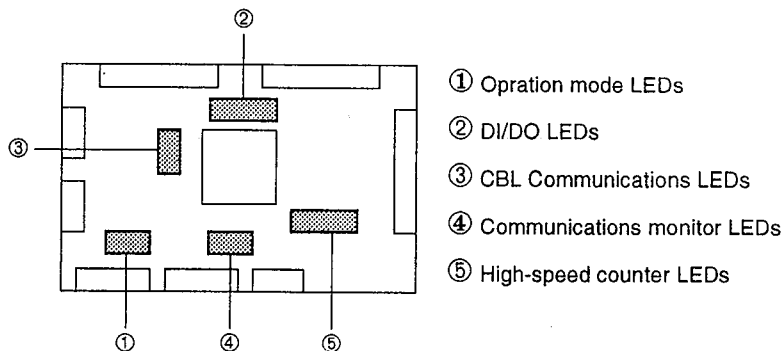 ②
① Opration mode LEDs
② DI/DO LEDs
③
③ CBL Communications LEDs
④ Communications monitor LEDs
⑤ High-speed counter LEDs
① ④ ⑤